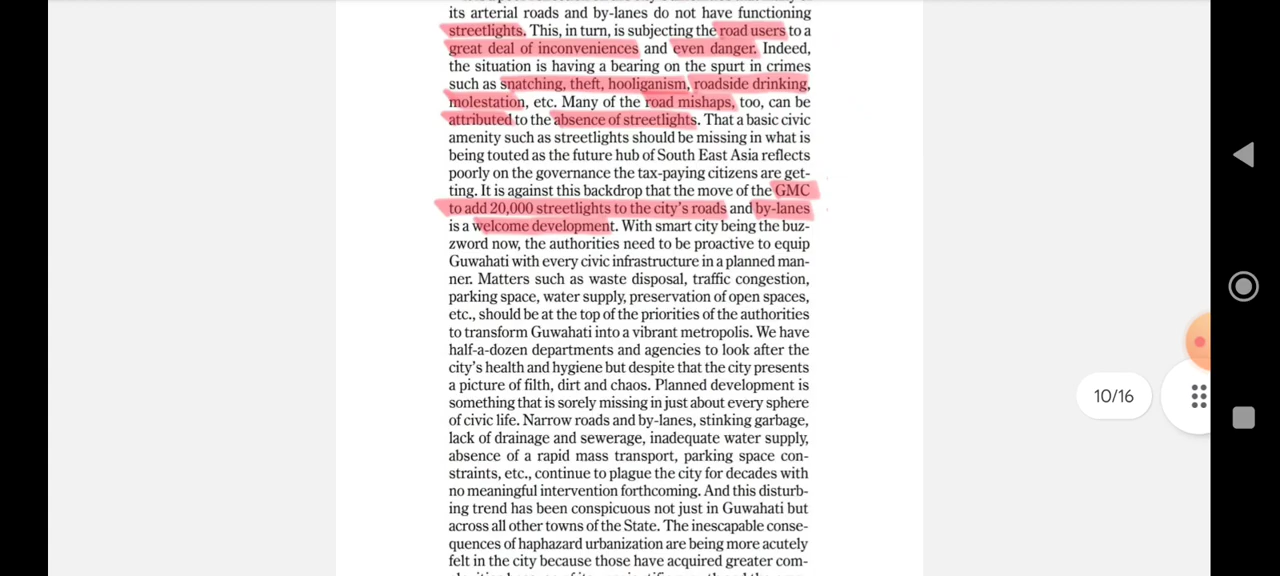 its arterial roads and by-lanes do not have functioning
streetlights. This, in turn, is subjecting the road users to a
great deal of inconveniences and even danger. Indeed,
the situation is having a bearing on the spurt in crimes
such as snatching, theft, hooliganism, roadside drinking,
molestation, etc. Many of the road mishaps, too, can be
attributed to the absence of streetlights. That a basic civic
amenity such as streetlights should be missing in what is
being touted as the future hub of South East Asia reflects
poorly on the governance the tax-paying citizens are get-
ting. It is against this backdrop that the move of the GMC
to add 20,000 streetlights to the city's roads and by-lanes
is a welcome development. With smart city being the buz-
zword now, the authorities need to be proactive to equip
Guwahati with every civic infrastructure in a planned man-
ner. Matters such as waste disposal, traffic congestion,
parking space, water supply, preservation of open spaces,
etc., should be at the top of the priorities of the authorities
to transform Guwahati into a vibrant metropolis. We have
half-a-dozen departments and agencies to look after the
city's health and hygiene but despite that the city presents
a picture of filth, dirt and chaos. Planned development is
something that is sorely missing in just about every sphere
of civic life. Narrow roads and by-lanes, stinking garbage,
lack of drainage and sewerage, inadequate water supply,
absence of a rapid mass transport, parking space con-
straints, etc., continue to plague the city for decades with
no meaningful intervention forthcoming. And this disturb-
ing trend has been conspicuous not just in Guwahati but
across all other towns of the State. The inescapable conse-
quences of haphazard urbanization are being more acutely
felt in the city because those have acquired greater com-
10/16